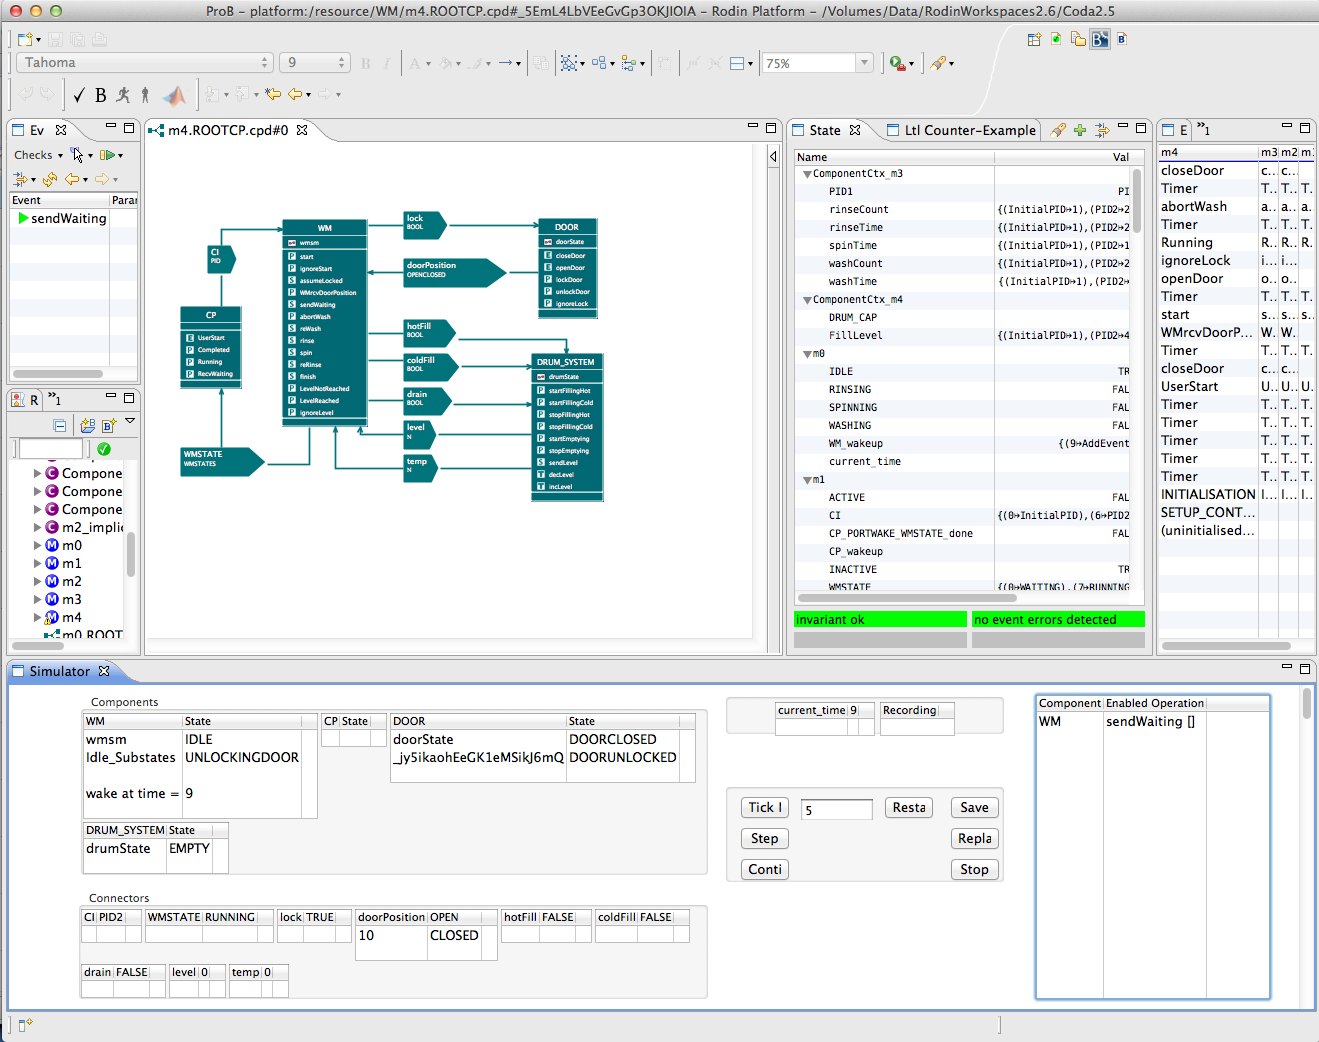 ProB - platform:/resource/WM/m4.ROOTCP.cpd#_5EmL4LbVEeGvGp3OKJIOIA - Rodin Platform - /Volumes/Data/RodinWorkspaces2.6/Coda2.5
Tahoma 9 B I A 75%
B
Ev
Checks
Event Parar
sendWaiting
R »1
Compone
Compone
Compone
m2_implic
m0
m1
m2
m3
m4
m0 ROOT
m4.ROOTCP.cpd#0
CI
PID
CP
UserStart
Completed
Running
RecvWaiting
WMSTATE
WMSTATES
WM
wmsm
start
ignoreStart
assumeLocked
WMrcvDoorPosition
sendWaiting
abortWash
reWash
rinse
spin
reRinse
finish
LevelNotReached
LevelReached
ignoreLevel
lock
BOOL
doorPosition
OPENCLOSED
hotFill
BOOL
coldFill
BOOL
drain
BOOL
level
N
temp
N
DOOR
doorState
closeDoor
openDoor
lockDoor
unlockDoor
ignoreLock
DRUM_SYSTEM
drumState
startFillingHot
startFillingCold
stopFillingHot
stopFillingCold
startEmptying
stopEmptying
sendLevel
decLevel
incLevel
State Ltl Counter-Example
Name Val
ComponentCtx_m3
PID1 PI
rinseCount {(InitialPID↦1),(PID2↦2
rinseTime {(InitialPID↦1),(PID2↦2
spinTime {(InitialPID↦1),(PID2↦1
washCount {(InitialPID↦1),(PID2↦2
washTime {(InitialPID↦1),(PID2↦
ComponentCtx_m4
DRUM_CAP
FillLevel {(InitialPID↦1),(PID2↦4
m0
IDLE TR
RINSING FAL
SPINNING FAL
WASHING FAL
WM_wakeup {(9↦AddEvent
current_time
m1
ACTIVE FAL
CI {(0↦InitialPID),(6↦PID2
CP_PORTWAKE_WMSTATE_done FAL
CP_wakeup
INACTIVE TR
WMSTATE {(0↦WAITING),(7↦RUNNING
invariant ok no event errors detected
E »1
m4 m3 m2 m
closeDoor c... c... c
Timer T... T... T
abortWash a... a... a
Timer T... T... T
Running R... R... R
ignoreLock i... i...
openDoor o... o...
Timer T... T... T
start s... s... s
WMrcvDoorP... W. W.
Timer T... T... T
closeDoor c... c...
UserStart U... U... U
Timer T... T... T
Timer T... T... T
Timer T... T... T
Timer T... T... T
Timer T... T... T
INITIALISATION I... I... I
SETUP_CONT...
(uninitialised...
Simulator
Components
WM State
wmsm IDLE
Idle_Substates UNLOCKINGDOOR
wake at time = 9
CP State
DOOR State
doorState DOORCLOSED
_jy5ikaohEeGK1eMSikJ6mQ DOORUNLOCKED
DRUM_SYSTEM State
drumState EMPTY
Connectors
CI PID2 WMSTATE RUNNING lock TRUE doorPosition OPEN hotFill FALSE coldFill FALSE
10 CLOSED
drain FALSE level 0 temp 0
current_time 9 Recording
Tick I 5 Resta Save
Step Repla
Conti Stop
Component Enabled Operation
WM sendWaiting []